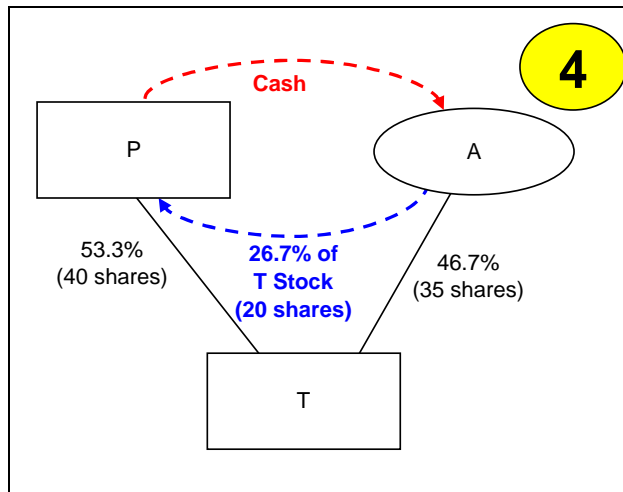 4
Cash
P
A
53.3%
(40 shares)
26.7% of
T Stock
(20 shares)
46.7%
(35 shares)
T